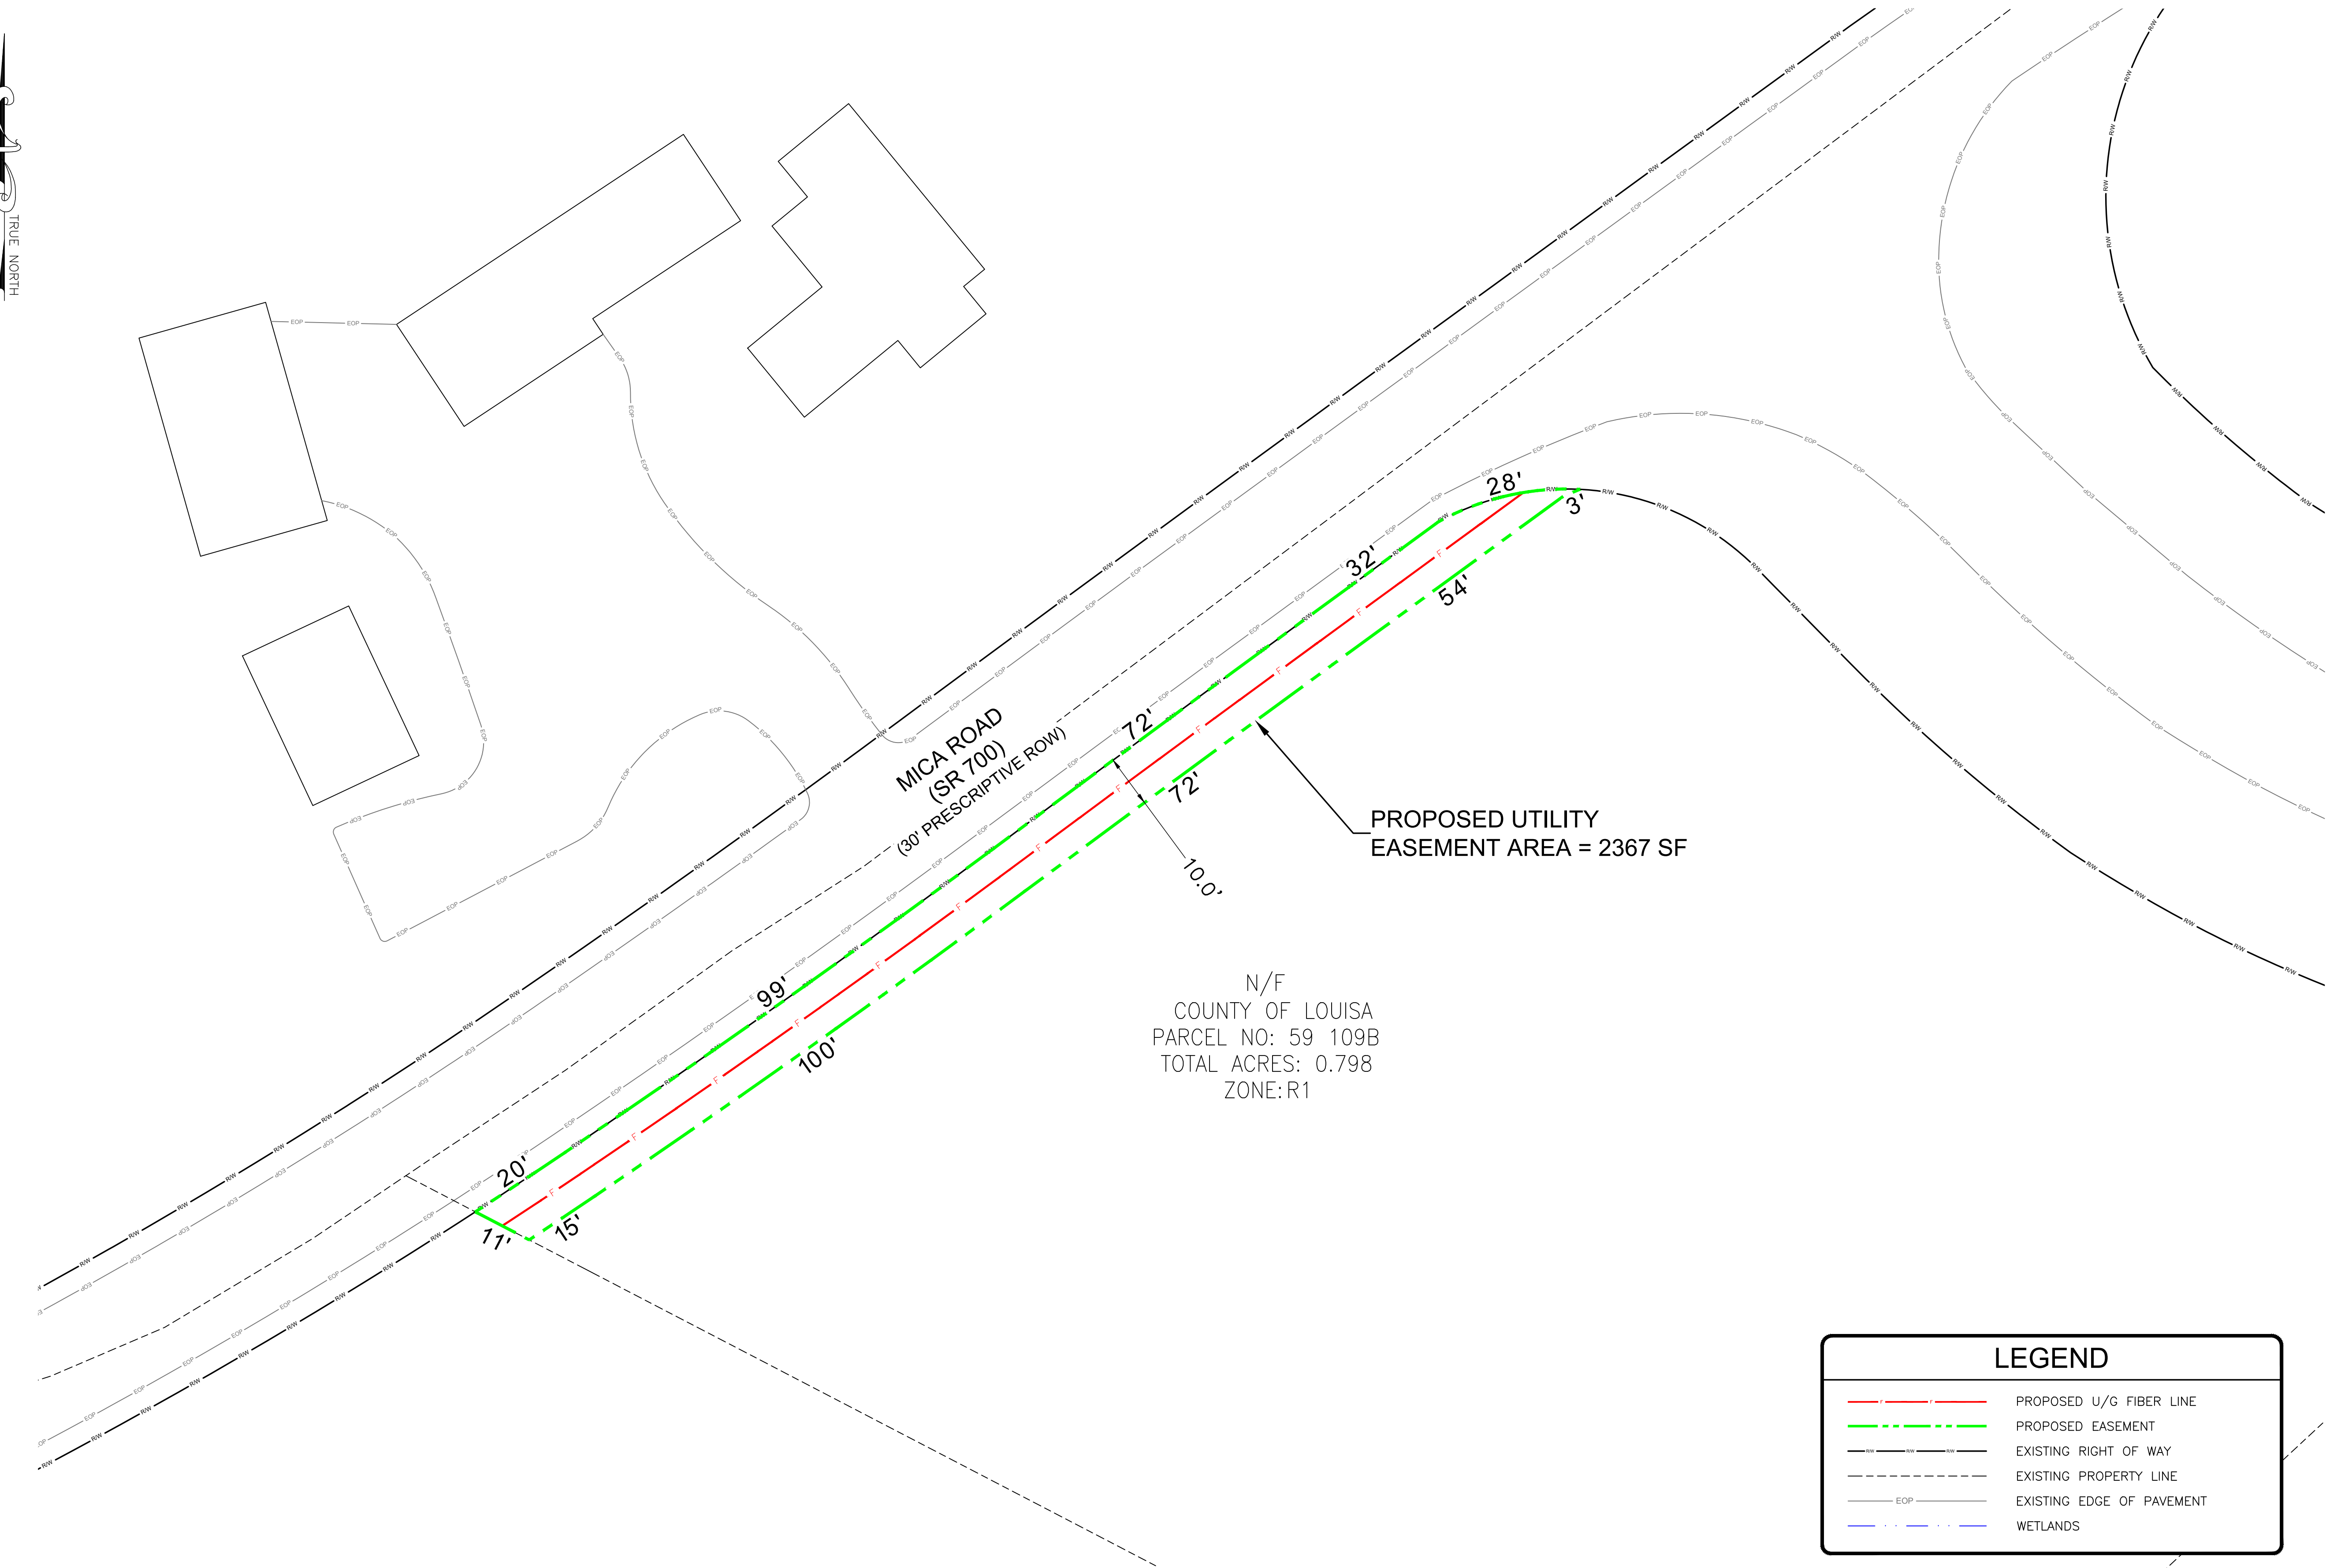 TRUE NORTH
28'
3'
32'
54'
72'
72'
MICA ROAD
(SR 700)
(30' PRESCRIPTIVE ROW)
10.0'
PROPOSED UTILITY
EASEMENT AREA = 2367 SF
99'
100'
N/F
COUNTY OF LOUISA
PARCEL NO: 59 109B
TOTAL ACRES: 0.798
ZONE:R1
20'
11'
15'
LEGEND
F F PROPOSED U/G FIBER LINE
PROPOSED EASEMENT
R/W R/W R/W EXISTING RIGHT OF WAY
EXISTING PROPERTY LINE
EOP EXISTING EDGE OF PAVEMENT
WETLANDS